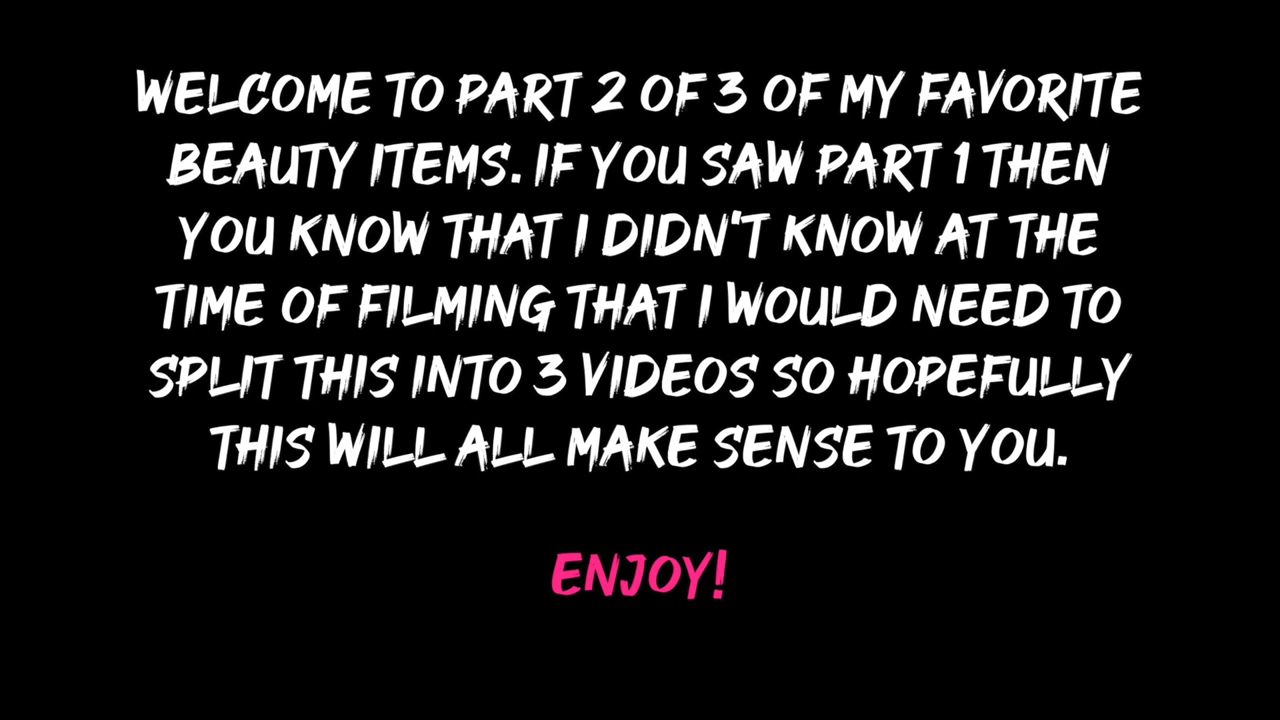 WELCOME TO PART 2 OF 3 OF MY FAVORITE
BEAUTY ITEMS. IF YOU SAW PART 1 THEN
YOU KNOW THAT I DIDN'T KNOW AT THE
TIME OF FILMING THAT I WOULD NEED TO
SPLIT THIS INTO 3 VIDEOS SO HOPEFULLY
THIS WILL ALL MAKE SENSE TO YOU.
ENJOY!